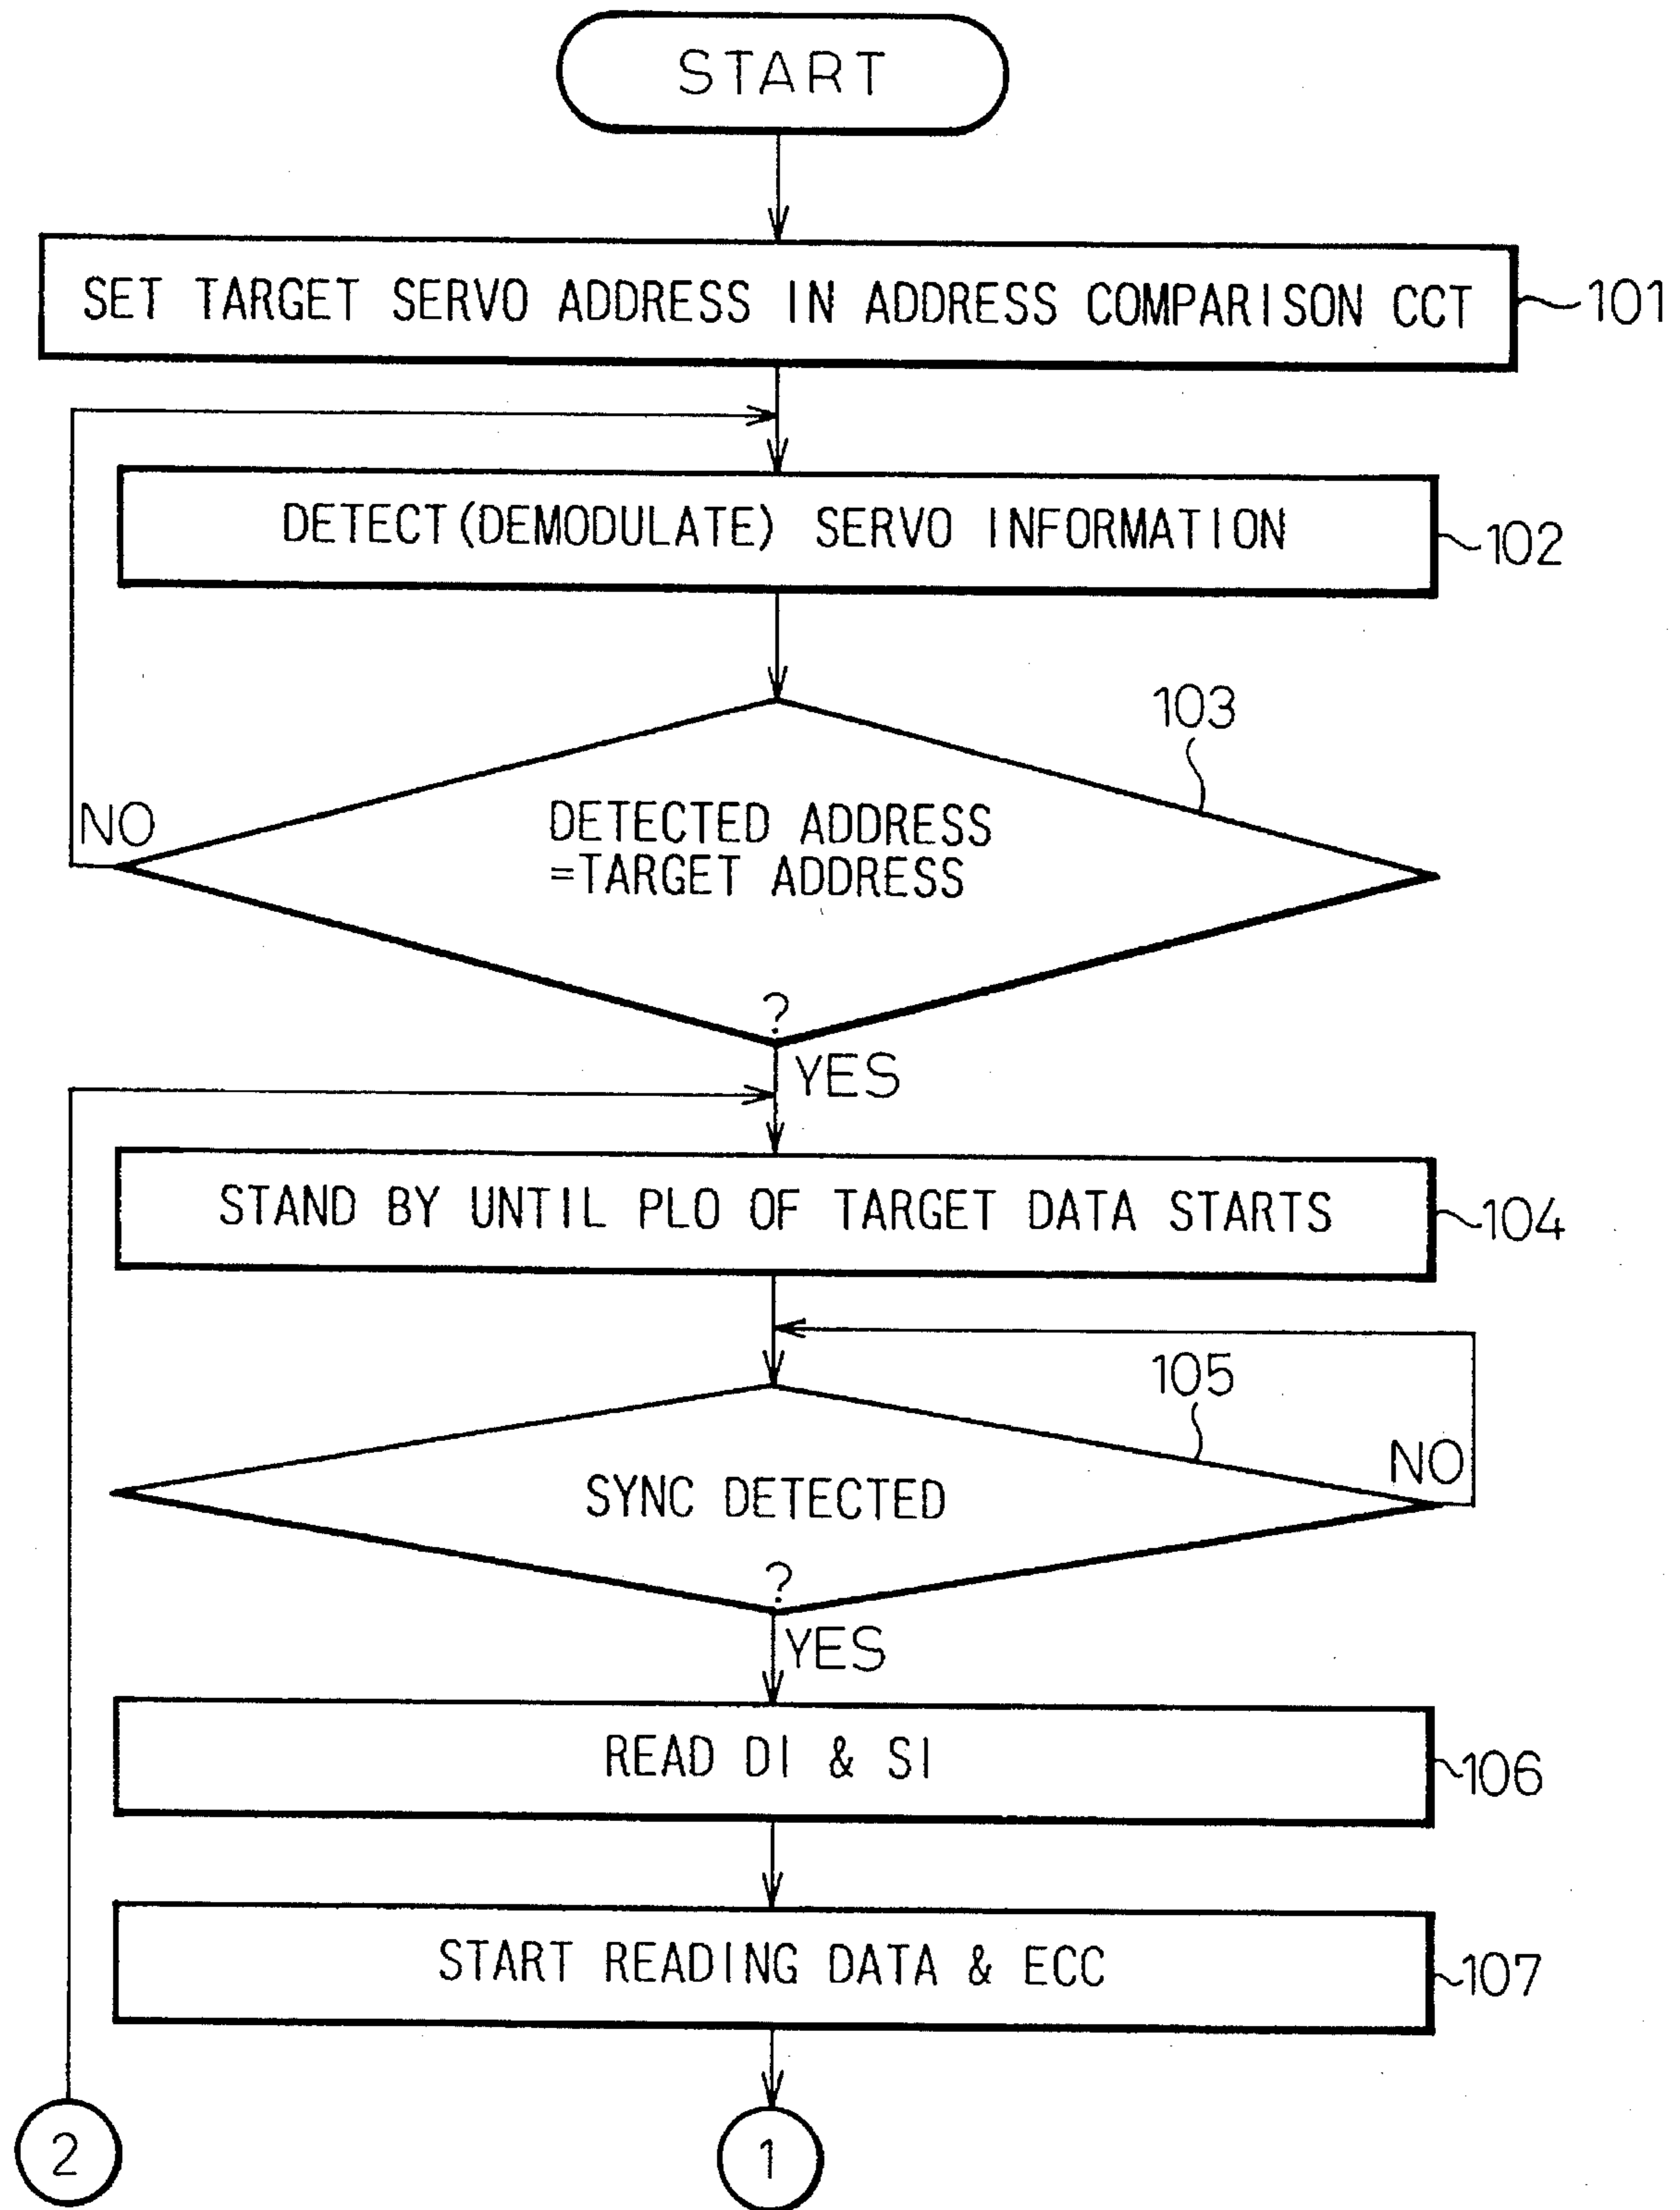 START
SET TARGET SERVO ADDRESS IN ADDRESS COMPARISON CCT
101
DETECT(DEMODULATE) SERVO INFORMATION
102
103
NO
DETECTED ADDRESS
=TARGET ADDRESS
?
YES
STAND BY UNTIL PLO OF TARGET DATA STARTS
104
105
NO
SYNC DETECTED
?
YES
READ DI & SI
106
START READING DATA & ECC
107
2
1